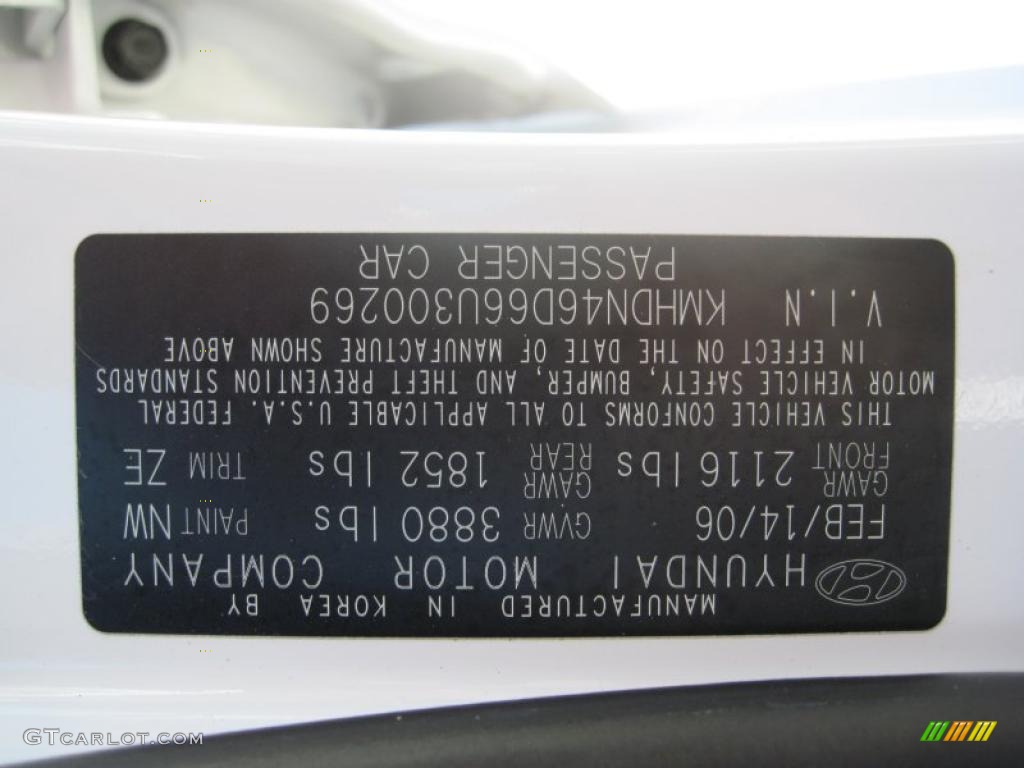 MANUFACTURED IN KOREA BY
HYUNDAI MOTOR COMPANY
FEB/14/06 GVWR 3880 lbs PAINT NW
GAWR FRONT 2116 lbs GAWR REAR 1852 lbs TRIM ZE
THIS VEHICLE CONFORMS TO ALL APPLICABLE U.S.A. FEDERAL
MOTOR VEHICLE SAFETY, BUMPER, AND THEFT PREVENTION STANDARDS
IN EFFECT ON THE DATE OF MANUFACTURE SHOWN ABOVE
V.I.N KMHDN46D66U300269
PASSENGER CAR
GTCARLOT.COM